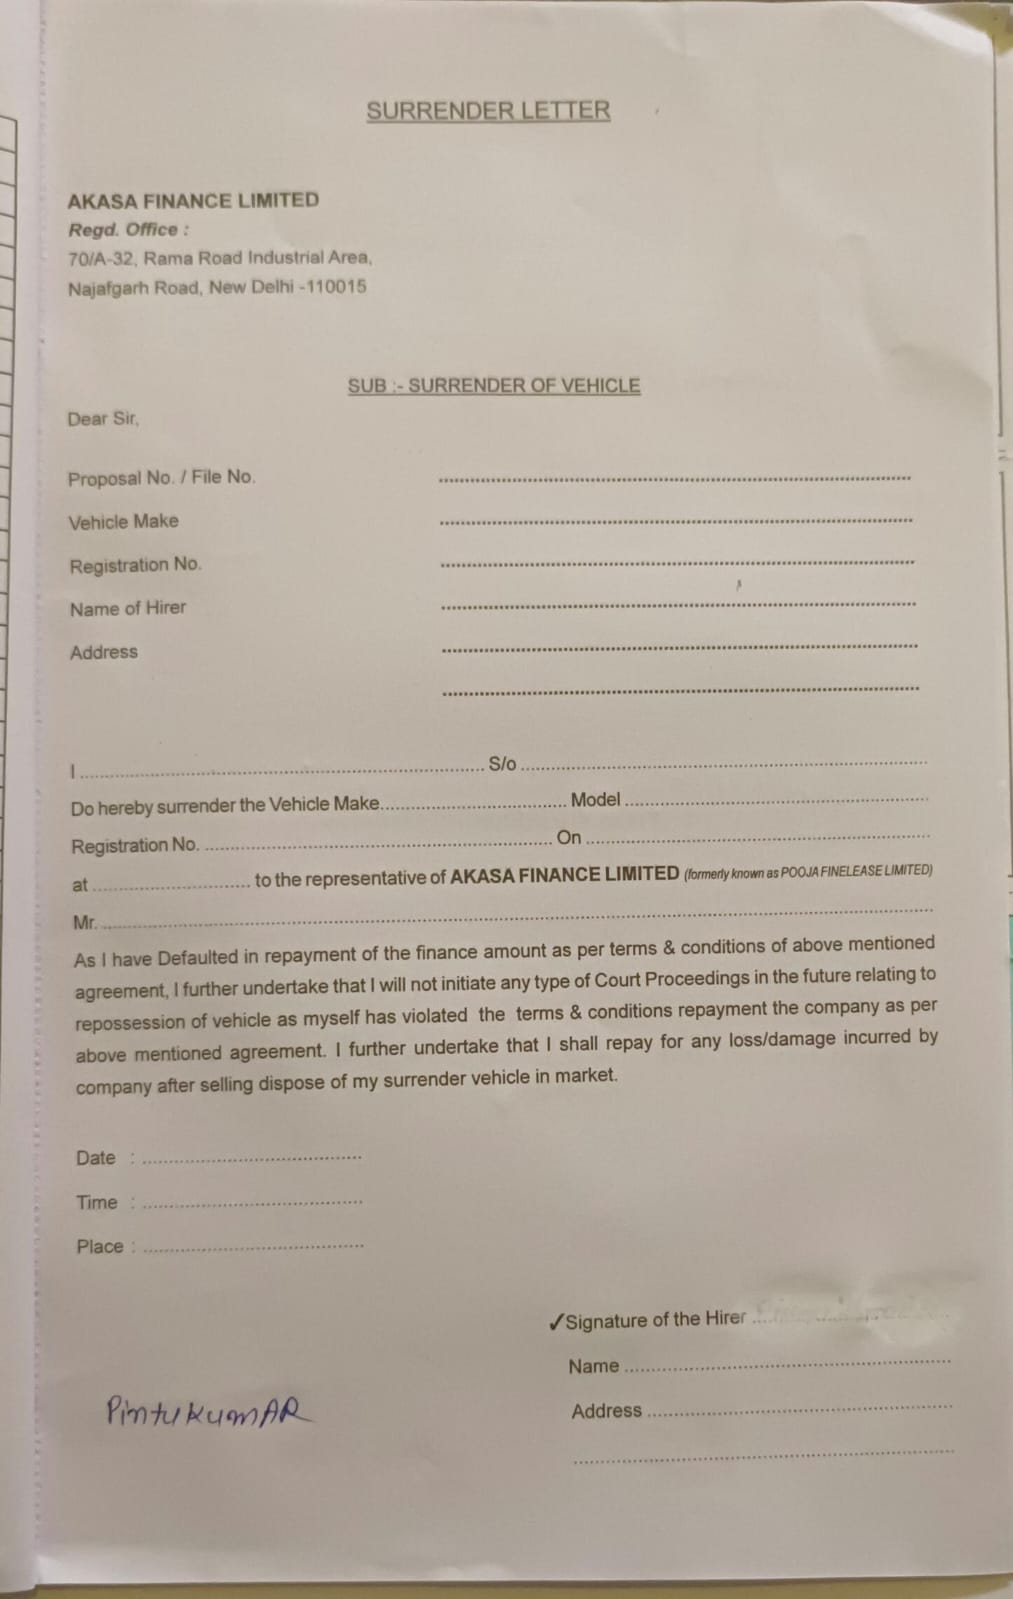 SURRENDER LETTER
AKASA FINANCE LIMITED
Regd. Office :
70/A-32, Rama Road Industrial Area,
Najafgarh Road, New Delhi -110015
SUB :- SURRENDER OF VEHICLE
Dear Sir,
Proposal No. / File No. ..........
Vehicle Make ..........
Registration No. ..........
Name of Hirer ..........
Address ..........
..........
I .......... S/o ..........
Do hereby surrender the Vehicle Make.......... Model ..........
Registration No. .......... On ..........
at .......... to the representative of AKASA FINANCE LIMITED (formerly known as POOJA FINELEASE LIMITED)
Mr. ..........
As I have Defaulted in repayment of the finance amount as per terms & conditions of above mentioned
agreement, I further undertake that I will not initiate any type of Court Proceedings in the future relating to
repossession of vehicle as myself has violated the terms & conditions repayment the company as per
above mentioned agreement. I further undertake that I shall repay for any loss/damage incurred by
company after selling dispose of my surrender vehicle in market.
Date : ..........
Time : ..........
Place : ..........
✓Signature of the Hirer ....
Name ..........
Address ..........
..........
Pintu KumAR